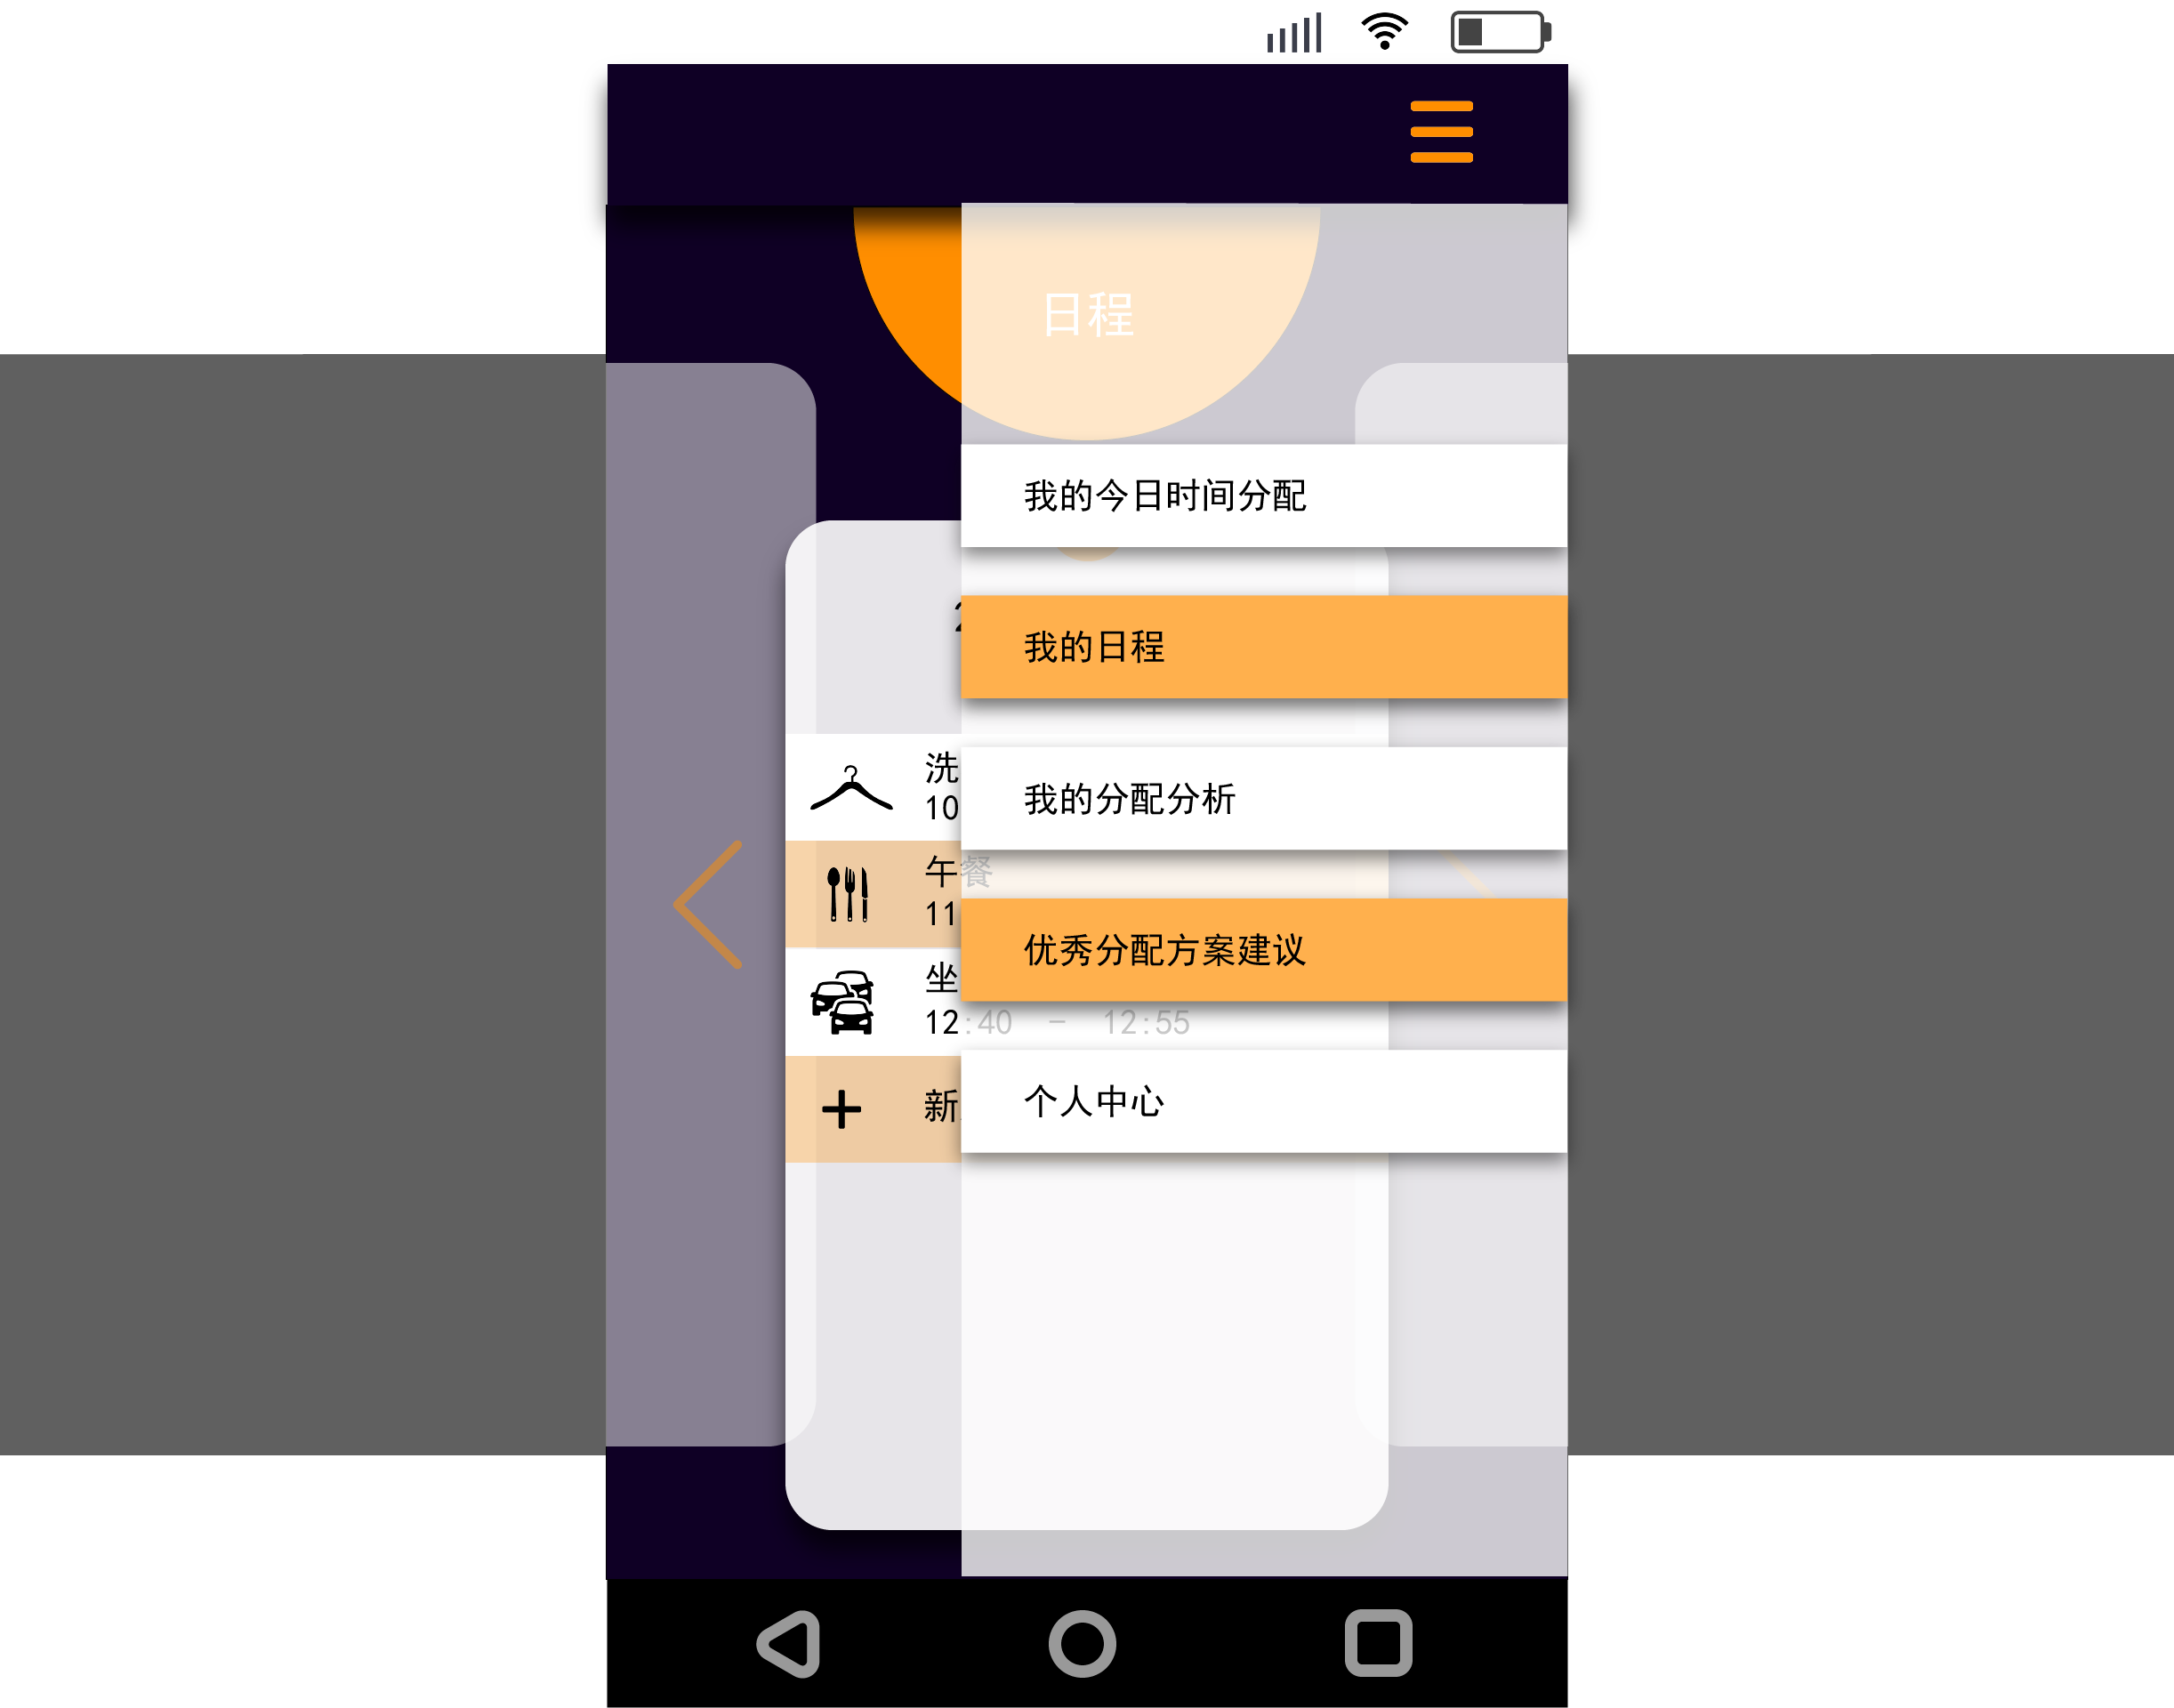 日程
我的今日时间分配
2
我的日程
洗
10
我的分配分析
午餐
11
优秀分配方案建议
坐
12:40 – 12:55
新
个人中心